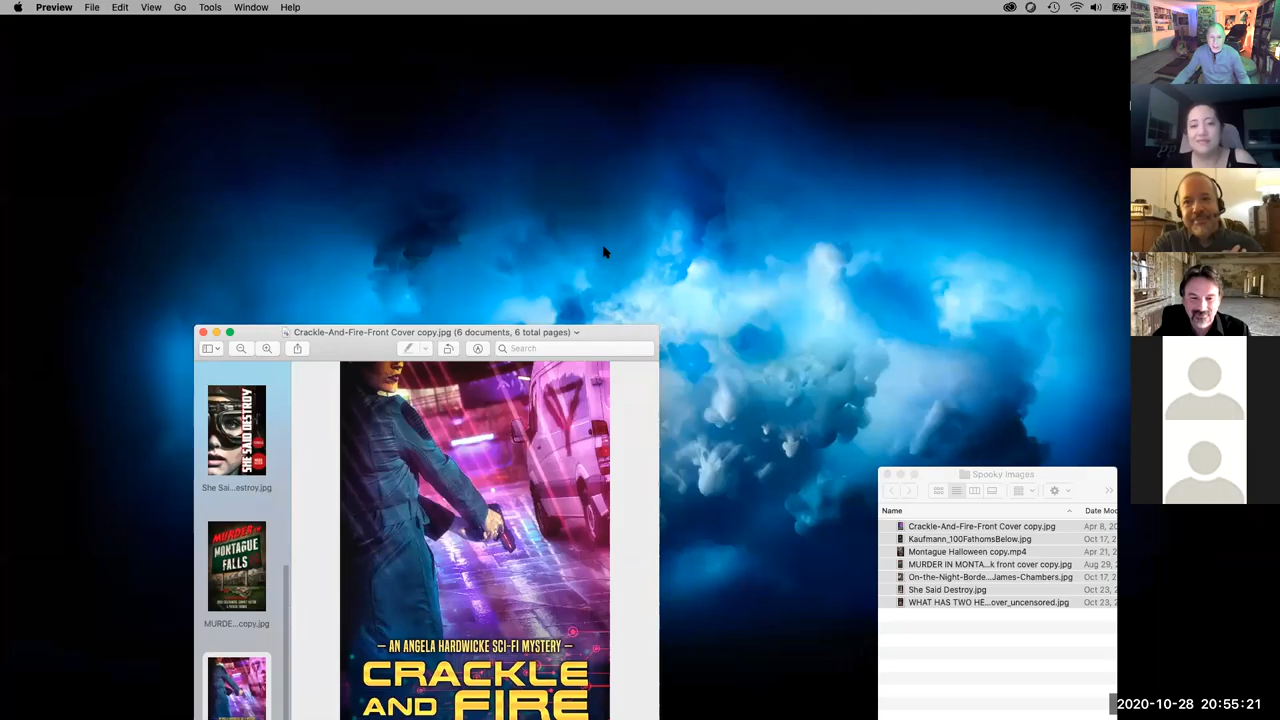 Preview File Edit View Go Tools Window Help
Crackle-And-Fire-Front Cover copy.jpg (6 documents, 6 total pages)
Search
SHE SAID DESTROY
She Sai...estroy.jpg
MURDER IN
MONTAGUE
FALLS
MURDE...copy.jpg
— AN ANGELA HARDWICKE SCI-FI MYSTERY —
CRACKLE
AND FIRE
Spooky Images
Name Date Mod
Crackle-And-Fire-Front Cover copy.jpg Apr 8, 2
Kaufmann_100FathomsBelow.jpg Oct 17, 2
Montague Halloween copy.mp4 Apr 21, 2
MURDER IN MONTA...k front cover copy.jpg Aug 29, 2
On-the-Night-Borde...James-Chambers.jpg Oct 17, 2
She Said Destroy.jpg Oct 23, 2
WHAT HAS TWO HE...over_uncensored.jpg Oct 23, 2
2020-10-28 20:55:21